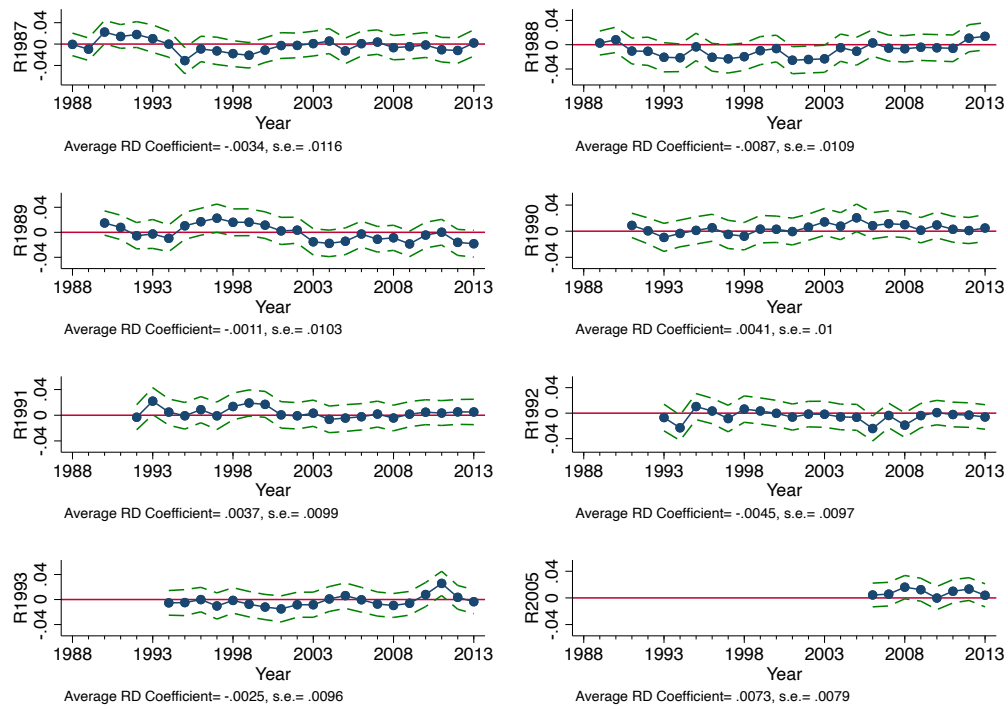 R1987
-.04 0 .04
1988 1993 1998 2003 2008 2013
Year
Average RD Coefficient= -.0034, s.e.= .0116
R1988
-.04 0 .04
1988 1993 1998 2003 2008 2013
Year
Average RD Coefficient= -.0087, s.e.= .0109
R1989
-.04 0 .04
1988 1993 1998 2003 2008 2013
Year
Average RD Coefficient= -.0011, s.e.= .0103
R1990
-.04 0 .04
1988 1993 1998 2003 2008 2013
Year
Average RD Coefficient= .0041, s.e.= .01
R1991
-.04 0 .04
1988 1993 1998 2003 2008 2013
Year
Average RD Coefficient= .0037, s.e.= .0099
R1992
-.04 0 .04
1988 1993 1998 2003 2008 2013
Year
Average RD Coefficient= -.0045, s.e.= .0097
R1993
-.04 0 .04
1988 1993 1998 2003 2008 2013
Year
Average RD Coefficient= -.0025, s.e.= .0096
R2005
-.04 0 .04
1988 1993 1998 2003 2008 2013
Year
Average RD Coefficient= .0073, s.e.= .0079